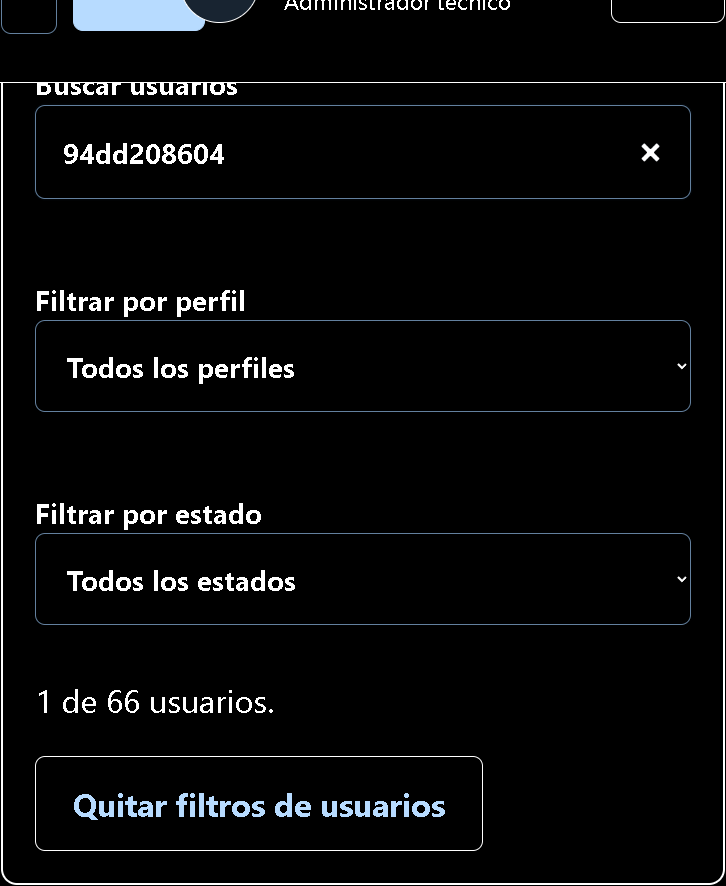 Administrador técnico
Buscar usuarios
94dd208604
Filtrar por perfil
Todos los perfiles
Filtrar por estado
Todos los estados
1 de 66 usuarios.
Quitar filtros de usuarios